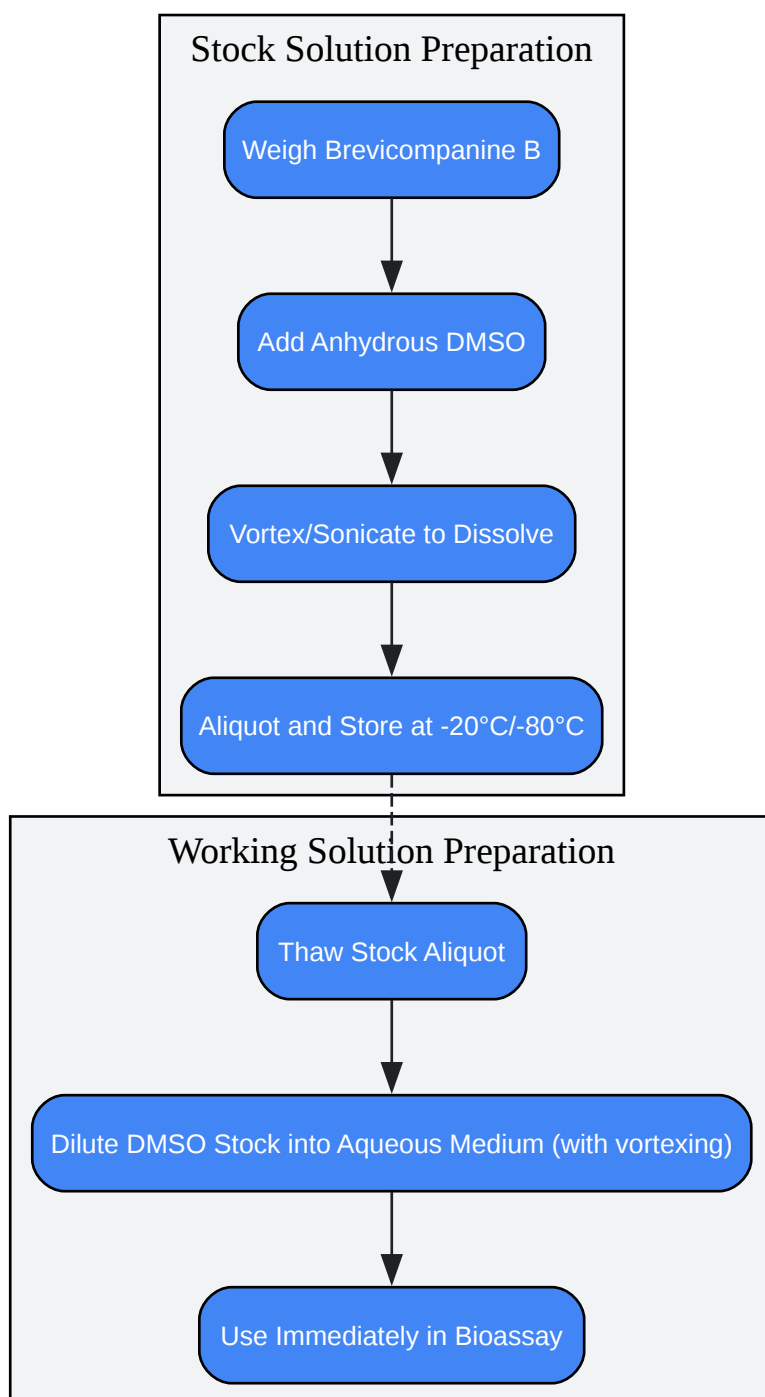 Stock Solution Preparation
Weigh Brevicompanine B
Add Anhydrous DMSO
Vortex/Sonicate to Dissolve
Aliquot and Store at -20°C/-80°C
Working Solution Preparation
Thaw Stock Aliquot
Dilute DMSO Stock into Aqueous Medium (with vortexing)
Use Immediately in Bioassay